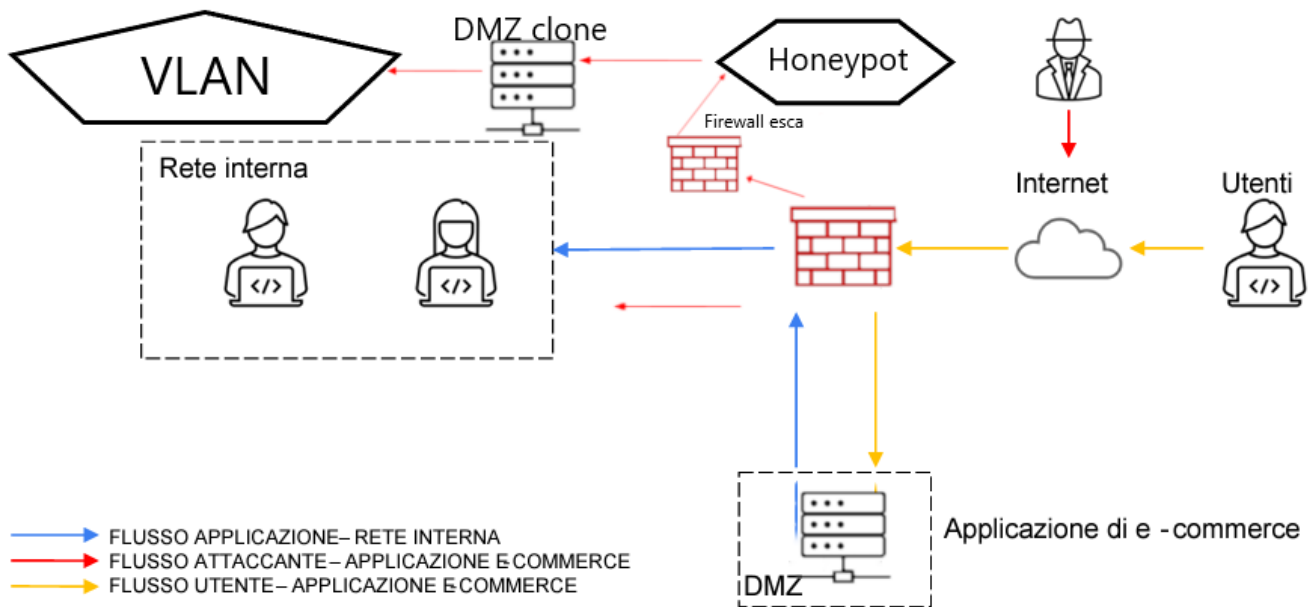 DMZ clone
VLAN
Honeypot
Firewall esca
Rete interna
Internet
Utenti
</>
</>
</>
Applicazione di e -commerce
DMZ
FLUSSO APPLICAZIONE– RETE INTERNA
FLUSSO ATTACCANTE– APPLICAZIONE E-COMMERCE
FLUSSO UTENTE– APPLICAZIONE E-COMMERCE